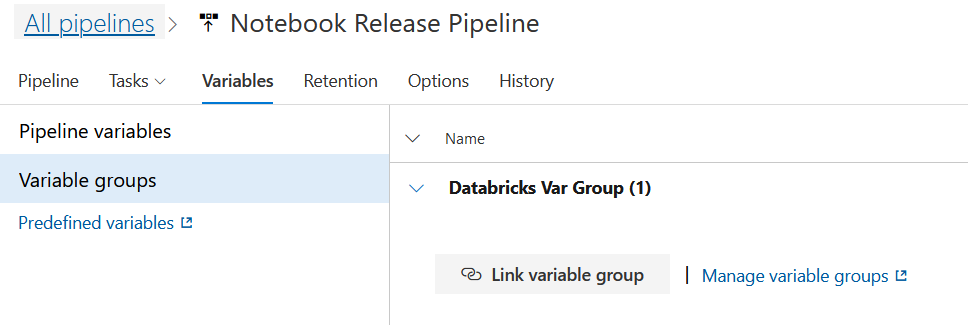 All pipelines > Notebook Release Pipeline
Pipeline Tasks Variables Retention Options History
Pipeline variables
Variable groups
Predefined variables
Name
Databricks Var Group (1)
Link variable group | Manage variable groups